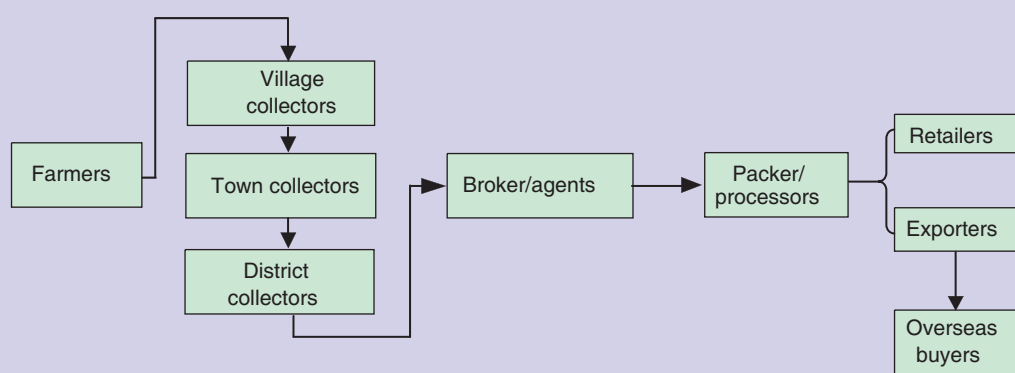 Farmers
Village
collectors
Town collectors
District
collectors
Broker/agents
Packer/
processors
Retailers
Exporters
Overseas
buyers